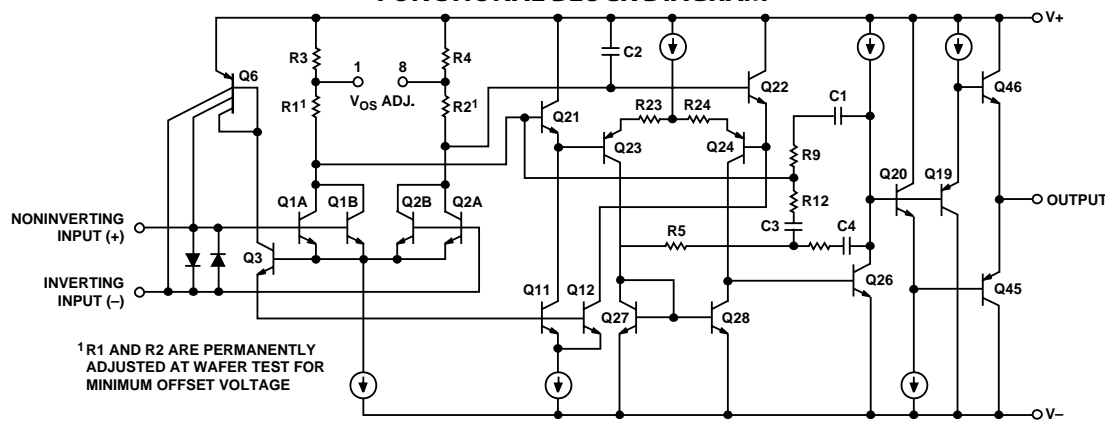 FUNCTIONAL BLOCK DIAGRAM
V+
R3
R4
C2
Q6
1
8
V_OS ADJ.
R1¹
R2¹
Q21
Q22
Q46
R23
R24
C1
Q23
Q24
R9
Q20
Q19
Q1A
Q1B
Q2B
Q2A
R12
OUTPUT
NONINVERTING
INPUT (+)
C3
C4
Q3
R5
INVERTING
INPUT (–)
Q11
Q12
Q27
Q28
Q26
Q45
¹R1 AND R2 ARE PERMANENTLY
ADJUSTED AT WAFER TEST FOR
MINIMUM OFFSET VOLTAGE
V–